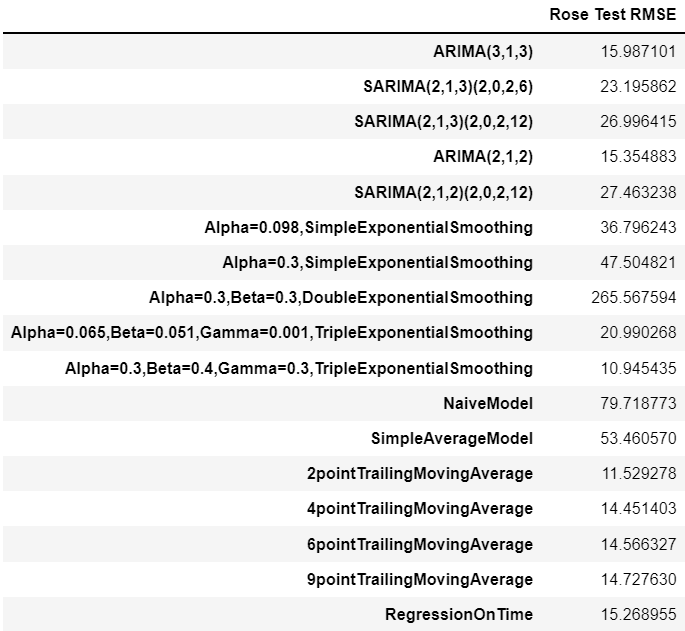 Rose Test RMSE
ARIMA(3,1,3) 15.987101
SARIMA(2,1,3)(2,0,2,6) 23.195862
SARIMA(2,1,3)(2,0,2,12) 26.996415
ARIMA(2,1,2) 15.354883
SARIMA(2,1,2)(2,0,2,12) 27.463238
Alpha=0.098,SimpleExponentialSmoothing 36.796243
Alpha=0.3,SimpleExponentialSmoothing 47.504821
Alpha=0.3,Beta=0.3,DoubleExponentialSmoothing 265.567594
Alpha=0.065,Beta=0.051,Gamma=0.001,TripleExponentialSmoothing 20.990268
Alpha=0.3,Beta=0.4,Gamma=0.3,TripleExponentialSmoothing 10.945435
NaiveModel 79.718773
SimpleAverageModel 53.460570
2pointTrailingMovingAverage 11.529278
4pointTrailingMovingAverage 14.451403
6pointTrailingMovingAverage 14.566327
9pointTrailingMovingAverage 14.727630
RegressionOnTime 15.268955